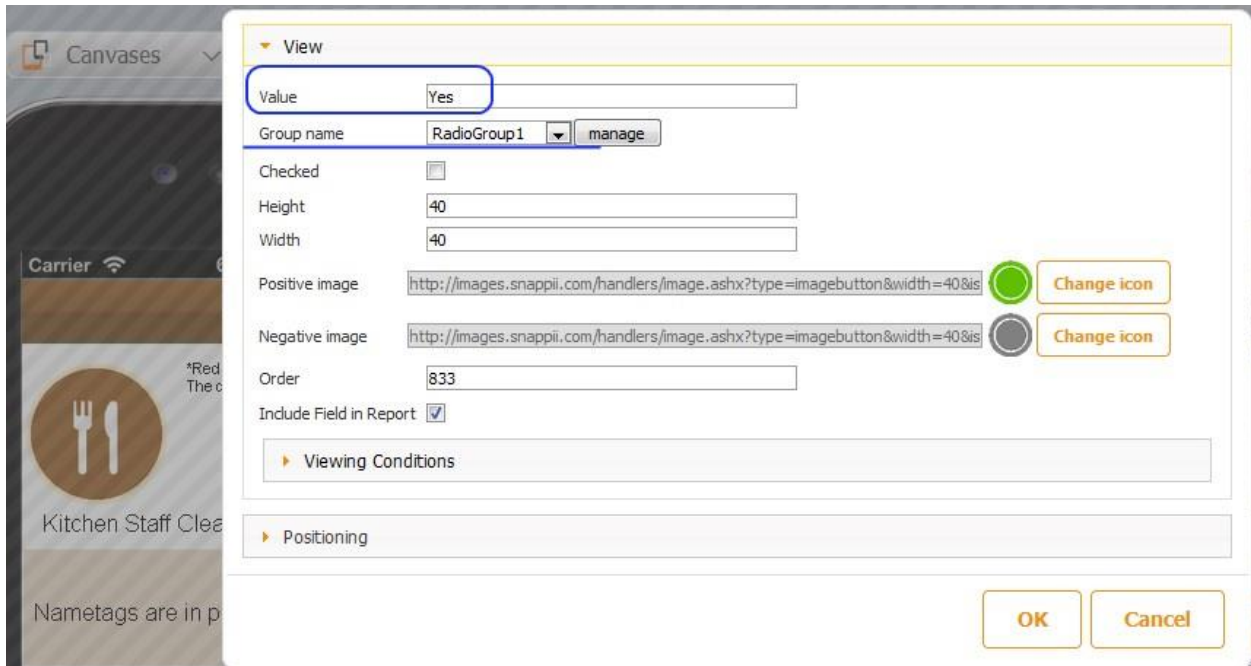 Canvases
View
Value Yes
Group name RadioGroup1 manage
Checked
Height 40
Width 40
Carrier
Positive image http://images.snappii.com/handlers/image.ashx?type=imagebutton&width=40&is Change icon
Negative image http://images.snappii.com/handlers/image.ashx?type=imagebutton&width=40&is Change icon
*Red
The c
Order 833
Include Field in Report
Viewing Conditions
Kitchen Staff Clea
Positioning
Nametags are in p
OK Cancel